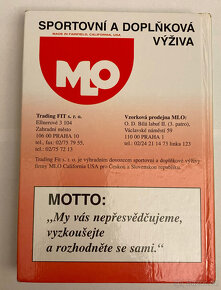 SPORTOVNÍ A DOPLŇKOVÁ
MADE IN FAIRFIELD, CALIFORNIA, USA
VÝŽIVA
MLO
Trading FIT s. r. o.
Ellnerové 3 104
Zahradní město
106 00 PRAHA 10
tel., fax. 02/75 79 55,
tel.: 02/75 72 13
Vzorková prodejna MLO:
O. D. Bílá labuť II. (3. patro),
Václavské náměstí 59
110 00 PRAHA 1
tel.: 02/24 21 14 73 linka 123
Trading Fit s. r. o. je výhradním dovozcem sportovní a doplňkové výživy
firmy MLO California USA pro Českou a Slovenskou republiku.
MOTTO:
„My vás nepřesvědčujeme,
vyzkoušejte
a rozhodněte se sami."